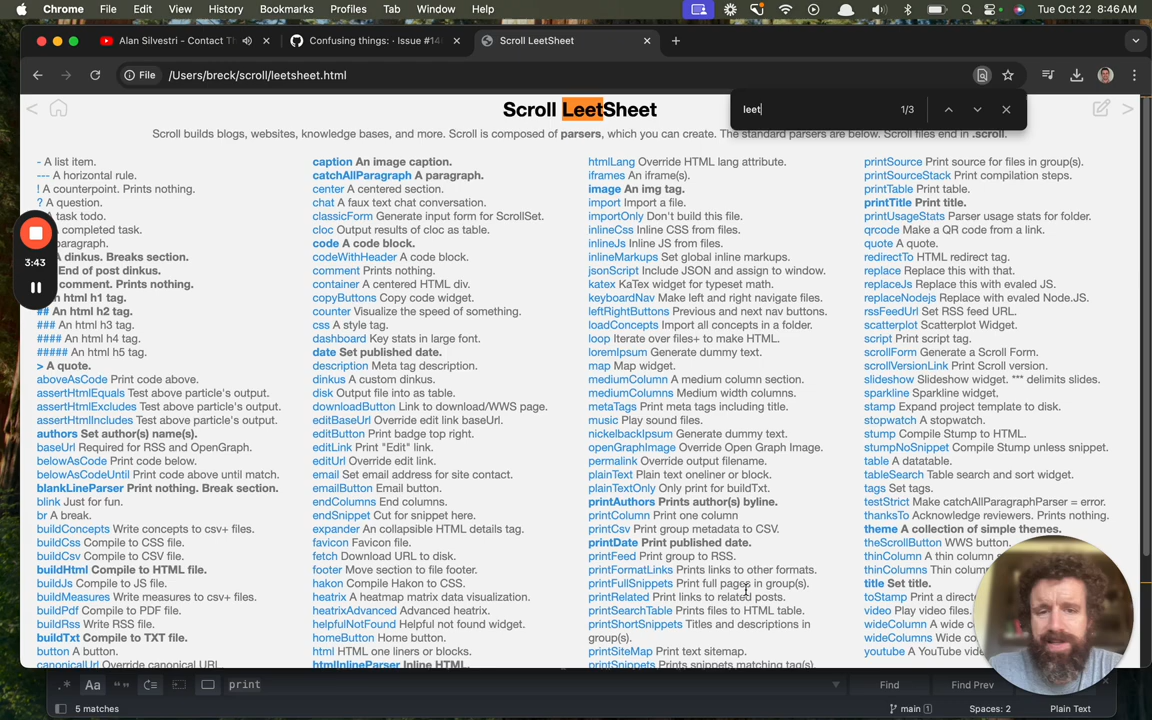 Chrome File Edit View History Bookmarks Profiles Tab Window Help Tue Oct 22 8:46 AM
Alan Silvestri - Contact Th Confusing things: · Issue #14 Scroll LeetSheet
File /Users/breck/scroll/leetsheet.html
leet 1/3
Scroll LeetSheet
Scroll builds blogs, websites, knowledge bases, and more. Scroll is composed of parsers, which you can create. The standard parsers are below. Scroll files end in .scroll.
- A list item.
--- A horizontal rule.
! A counterpoint. Prints nothing.
? A question.
task todo.
completed task.
paragraph.
A dinkus. Breaks section.
End of post dinkus.
comment. Prints nothing.
html h1 tag.
## An html h2 tag.
### An html h3 tag.
#### An html h4 tag.
##### An html h5 tag.
> A quote.
aboveAsCode Print code above.
assertHtmlEquals Test above particle's output.
assertHtmlExcludes Test above particle's output.
assertHtmlIncludes Test above particle's output.
authors Set author(s) name(s).
baseUrl Required for RSS and OpenGraph.
belowAsCode Print code below.
belowAsCodeUntil Print code above until match.
blankLineParser Print nothing. Break section.
blink Just for fun.
br A break.
buildConcepts Write concepts to csv+ files.
buildCss Compile to CSS file.
buildCsv Compile to CSV file.
buildHtml Compile to HTML file.
buildJs Compile to JS file.
buildMeasures Write measures to csv+ files.
buildPdf Compile to PDF file.
buildRss Write RSS file.
buildTxt Compile to TXT file.
button A button.
canonicalUrl Override canonical URL.
caption An image caption.
catchAllParagraph A paragraph.
center A centered section.
chat A faux text chat conversation.
classicForm Generate input form for ScrollSet.
cloc Output results of cloc as table.
code A code block.
codeWithHeader A code block.
comment Prints nothing.
container A centered HTML div.
copyButtons Copy code widget.
counter Visualize the speed of something.
css A style tag.
dashboard Key stats in large font.
date Set published date.
description Meta tag description.
dinkus A custom dinkus.
disk Output file into as table.
downloadButton Link to download/WWS page.
editBaseUrl Override edit link baseUrl.
editButton Print badge top right.
editLink Print "Edit" link.
editUrl Override edit link.
email Set email address for site contact.
emailButton Email button.
endColumns End columns.
endSnippet Cut for snippet here.
expander An collapsible HTML details tag.
favicon Favicon file.
fetch Download URL to disk.
footer Move section to file footer.
hakon Compile Hakon to CSS.
heatrix A heatmap matrix data visualization.
heatrixAdvanced Advanced heatrix.
helpfulNotFound Helpful not found widget.
homeButton Home button.
html HTML one liners or blocks.
htmlInlineParser Inline HTML.
htmlLang Override HTML lang attribute.
iframes An iframe(s).
image An img tag.
import Import a file.
importOnly Don't build this file.
inlineCss Inline CSS from files.
inlineJs Inline JS from files.
inlineMarkups Set global inline markups.
jsonScript Include JSON and assign to window.
katex KaTex widget for typeset math.
keyboardNav Make left and right navigate files.
leftRightButtons Previous and next nav buttons.
loadConcepts Import all concepts in a folder.
loop Iterate over files+ to make HTML.
loremIpsum Generate dummy text.
map Map widget.
mediumColumn A medium column section.
mediumColumns Medium width columns.
metaTags Print meta tags including title.
music Play sound files.
nickelbackIpsum Generate dummy text.
openGraphImage Override Open Graph Image.
permalink Override output filename.
plainText Plain text oneliner or block.
plainTextOnly Only print for buildTxt.
printAuthors Prints author(s) byline.
printColumn Print one column
printCsv Print group metadata to CSV.
printDate Print published date.
printFeed Print group to RSS.
printFormatLinks Prints links to other formats.
printFullSnippets Print full pages in group(s).
printRelated Print links to related posts.
printSearchTable Prints files to HTML table.
printShortSnippets Titles and descriptions in
group(s).
printSiteMap Print text sitemap.
printSnippets Prints snippets matching tag(s).
printSource Print source for files in group(s).
printSourceStack Print compilation steps.
printTable Print table.
printTitle Print title.
printUsageStats Parser usage stats for folder.
qrcode Make a QR code from a link.
quote A quote.
redirectTo HTML redirect tag.
replace Replace this with that.
replaceJs Replace this with evaled JS.
replaceNodejs Replace with evaled Node.JS.
rssFeedUrl Set RSS feed URL.
scatterplot Scatterplot Widget.
script Print script tag.
scrollForm Generate a Scroll Form.
scrollVersionLink Print Scroll version.
slideshow Slideshow widget. *** delimits slides.
sparkline Sparkline widget.
stamp Expand project template to disk.
stopwatch A stopwatch.
stump Compile Stump to HTML.
stumpNoSnippet Compile Stump unless snippet.
table A datatable.
tableSearch Table search and sort widget.
tags Set tags.
testStrict Make catchAllParagraphParser = error.
thanksTo Acknowledge reviewers. Prints nothing.
theme A collection of simple themes.
theScrollButton WWS button.
thinColumn A thin column
thinColumns Thin
title Set title.
toStamp Print a
video Play video files.
wideColumn A wide
wideColumns Wide
youtube A YouTube
3:43
.* Aa “” print Find Find Prev
5 matches main 1 Spaces: 2 Plain Text